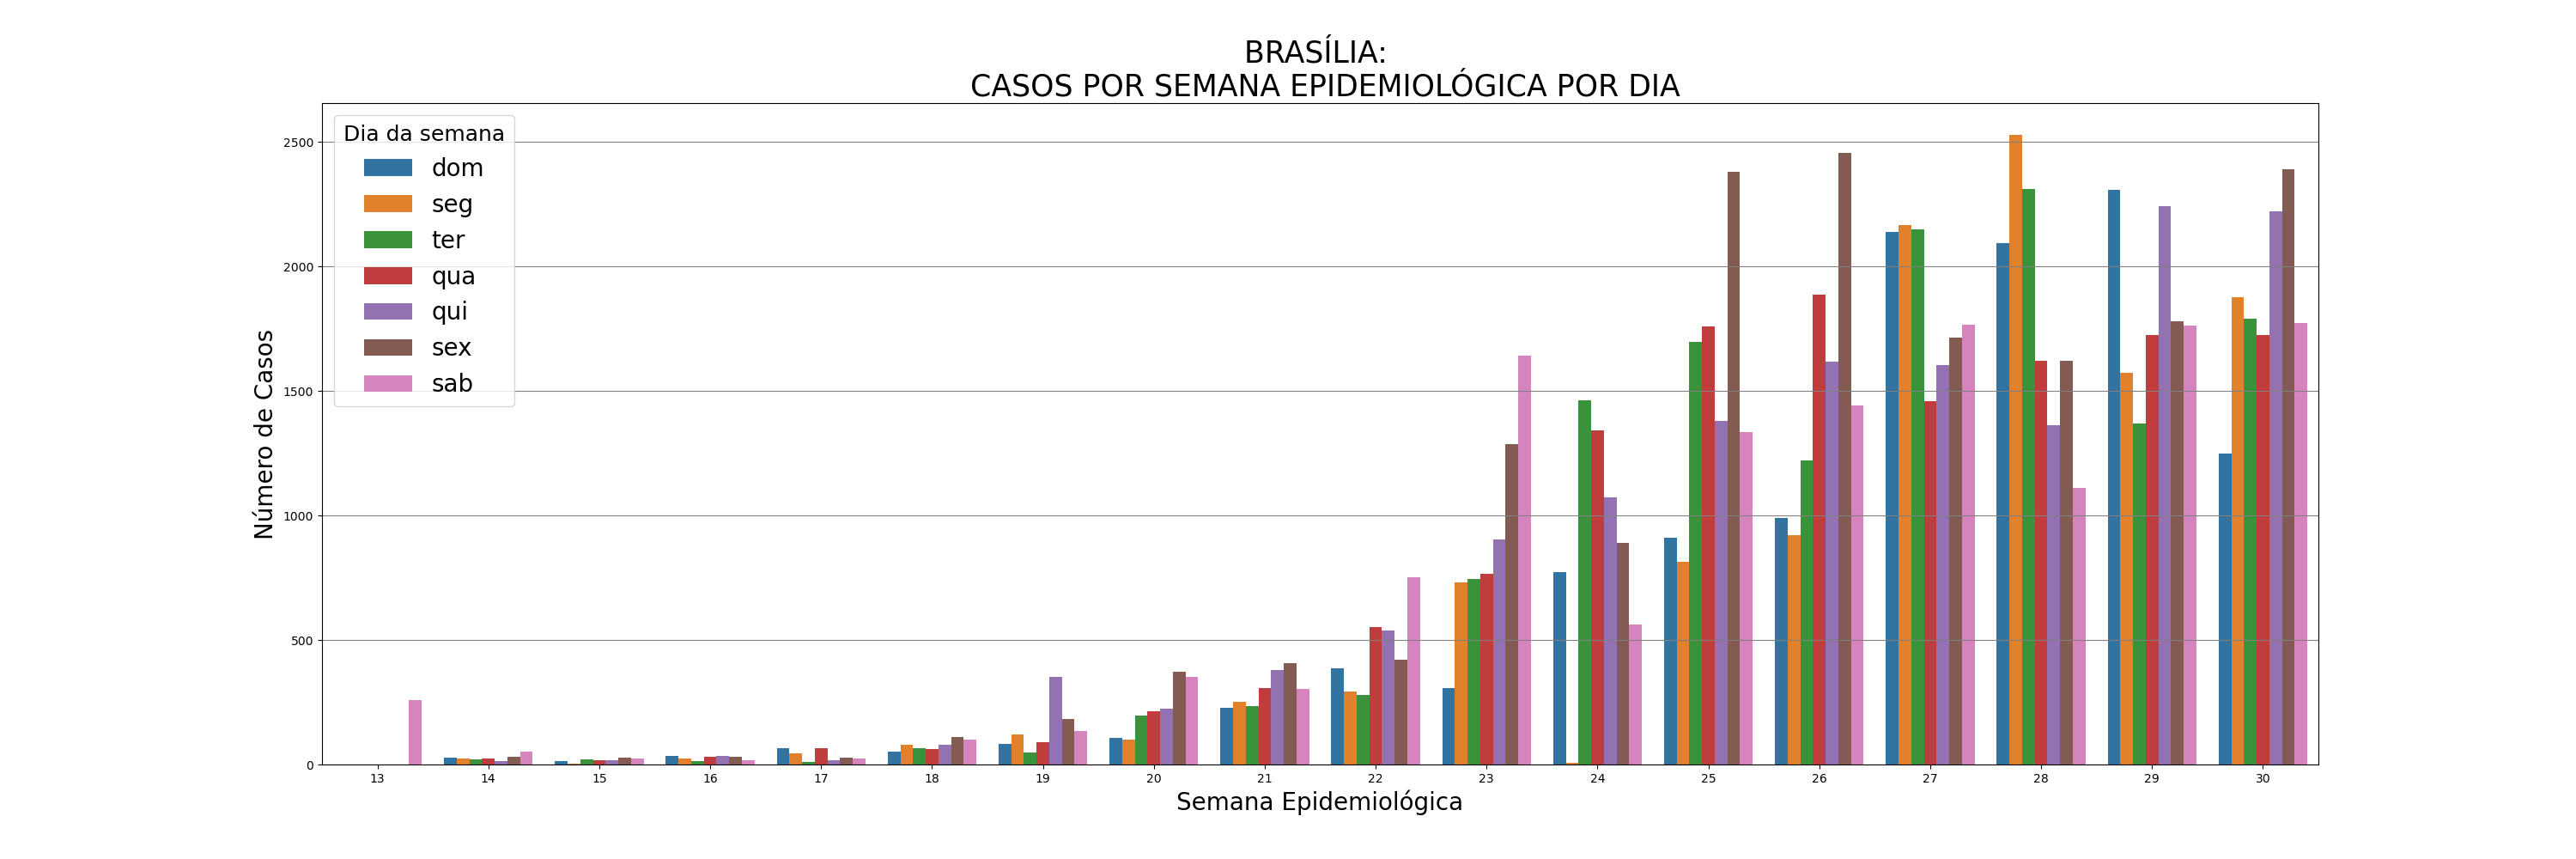 BRASÍLIA:
CASOS POR SEMANA EPIDEMIOLÓGICA POR DIA
Dia da semana
dom
seg
ter
qua
qui
sex
sab
Número de Casos
2500
2000
1500
1000
500
0
13 14 15 16 17 18 19 20 21 22 23 24 25 26 27 28 29 30
Semana Epidemiológica